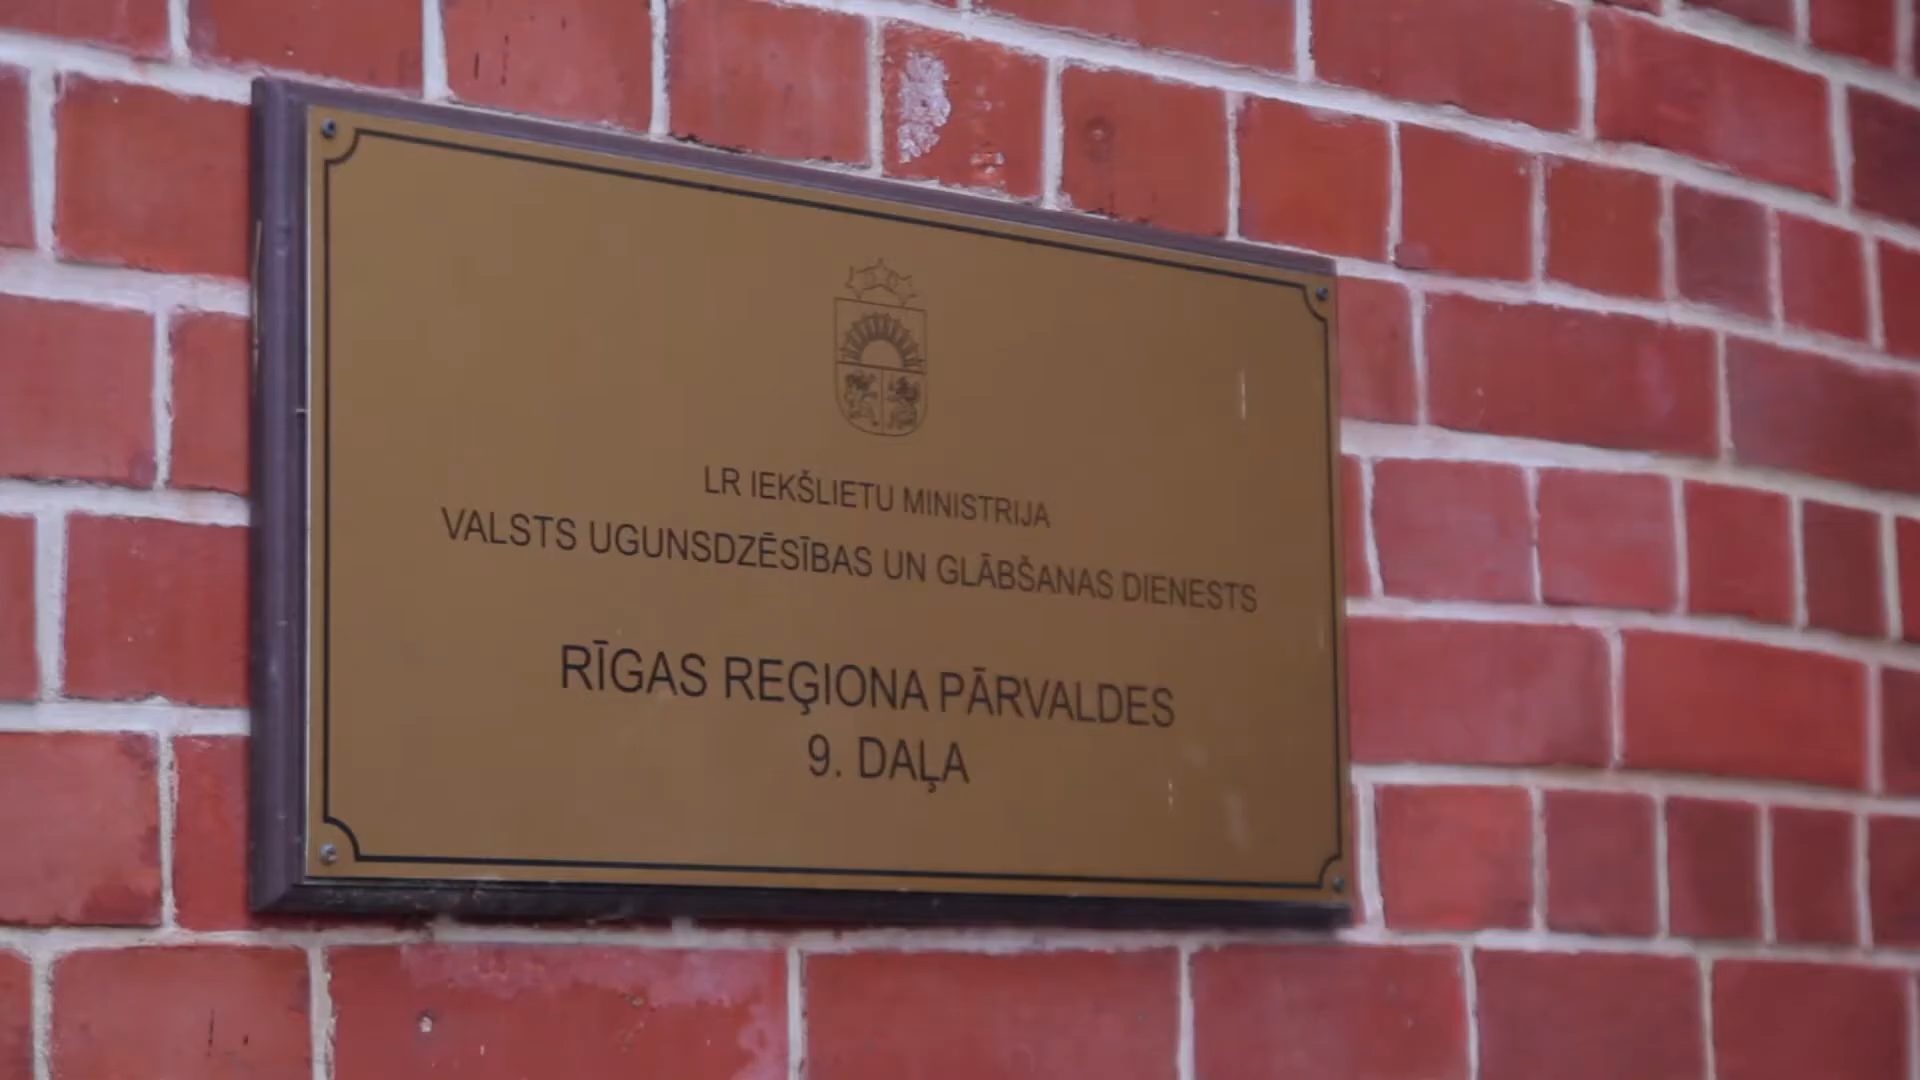 LR IEKŠLIETU MINISTRIJA
VALSTS UGUNSDZĒSĪBAS UN GLĀBŠANAS DIENESTS
RĪGAS REĢIONA PĀRVALDES
9. DAĻA